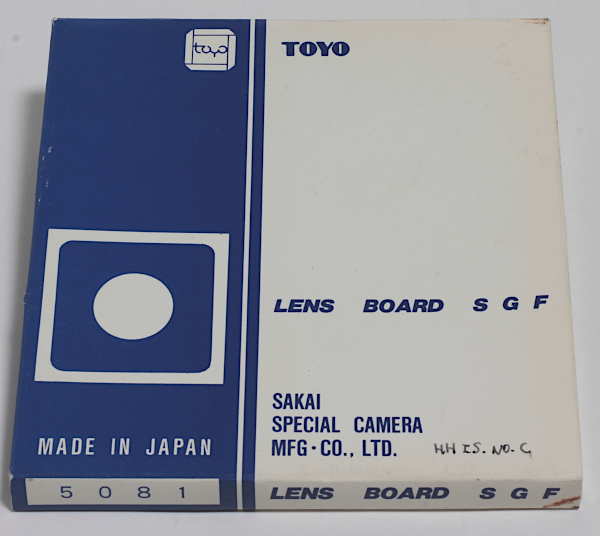 toyo
TOYO
LENS BOARD S G F
SAKAI
SPECIAL CAMERA
MFG·CO., LTD.
MADE IN JAPAN
5081
LENS BOARD S G F